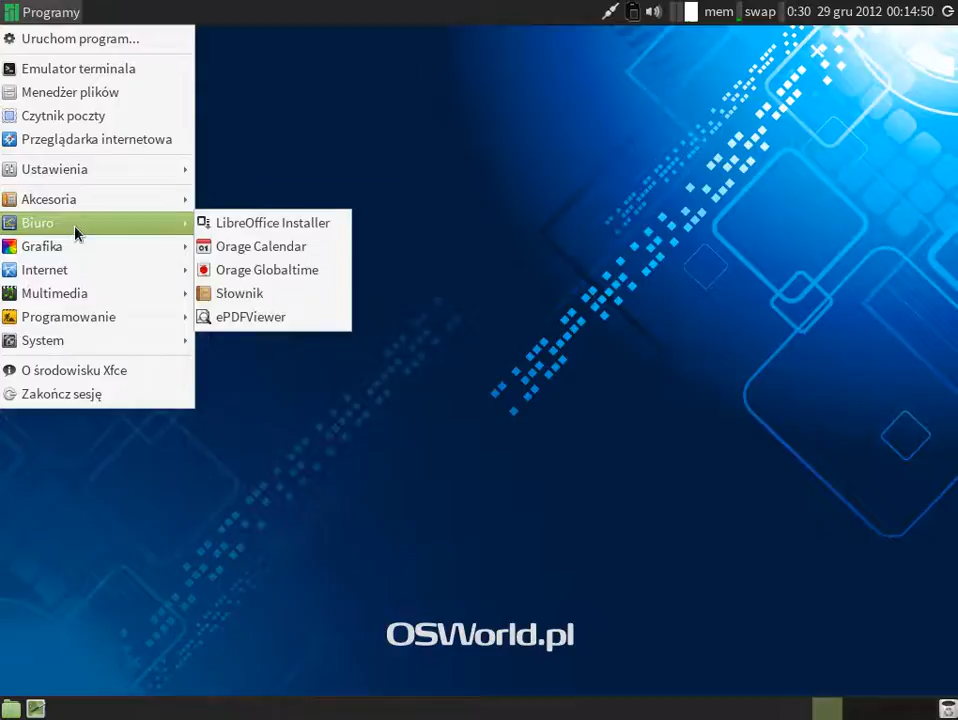 Programy
mem swap 0:30 29 gru 2012 00:14:50
Uruchom program...
Emulator terminala
Menedżer plików
Czytnik poczty
Przeglądarka internetowa
Ustawienia
Akcesoria
Biuro
Grafika
Internet
Multimedia
Programowanie
System
O środowisku Xfce
Zakończ sesję
LibreOffice Installer
Orage Calendar
Orage Globaltime
Słownik
ePDFViewer
OSWorld.pl